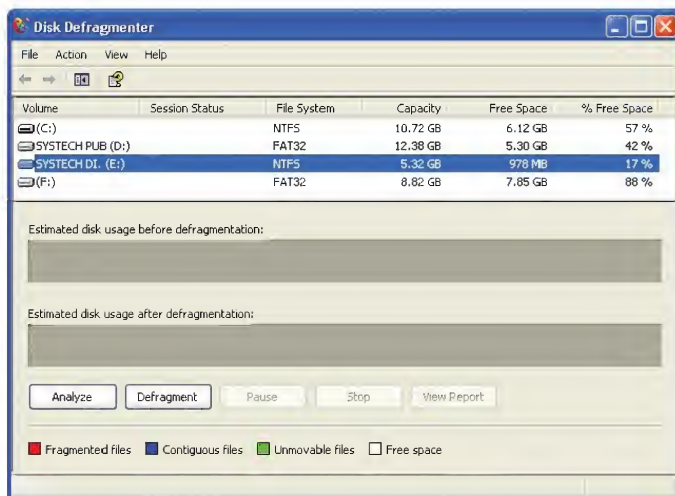 Disk Defragmenter
File Action View Help
Volume Session Status File System Capacity Free Space % Free Space
(C:) NTFS 10.72 GB 6.12 GB 57 %
SYSTECH PUB (D:) FAT32 12.38 GB 5.30 GB 42 %
SYSTECH DI. (E:) NTFS 5.32 GB 978 MB 17 %
(F:) FAT32 8.82 GB 7.85 GB 88 %
Estimated disk usage before defragmentation:
Estimated disk usage after defragmentation:
Analyze Defragment Pause Stop View Report
Fragmented files Contiguous files Unmovable files Free space